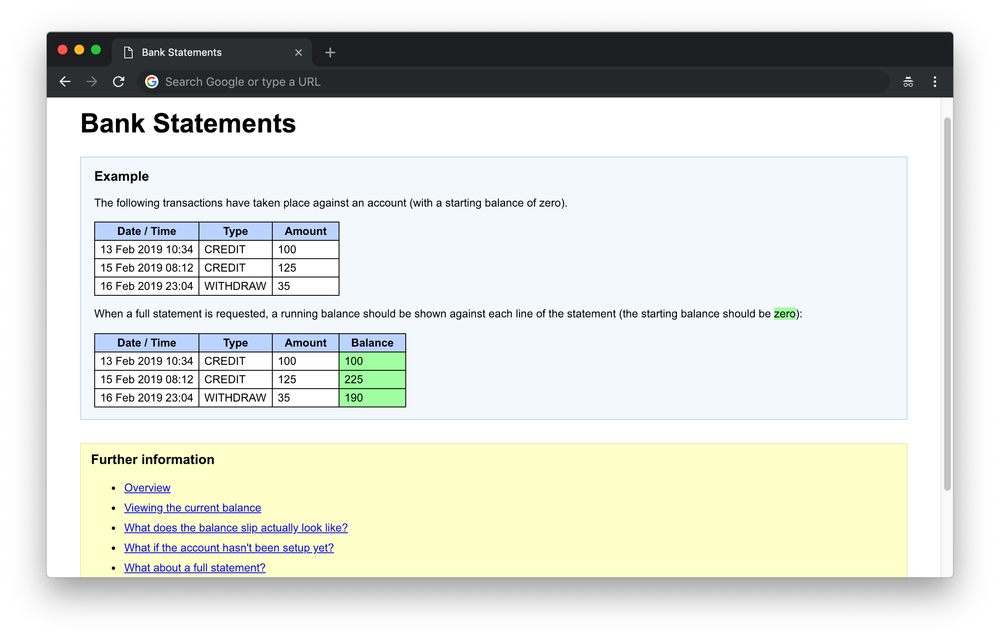 Bank Statements
Search Google or type a URL
Bank Statements
Example
The following transactions have taken place against an account (with a starting balance of zero).
Date / Time Type Amount
13 Feb 2019 10:34 CREDIT 100
15 Feb 2019 08:12 CREDIT 125
16 Feb 2019 23:04 WITHDRAW 35
When a full statement is requested, a running balance should be shown against each line of the statement (the starting balance should be zero):
Date / Time Type Amount Balance
13 Feb 2019 10:34 CREDIT 100 100
15 Feb 2019 08:12 CREDIT 125 225
16 Feb 2019 23:04 WITHDRAW 35 190
Further information
• Overview
• Viewing the current balance
• What does the balance slip actually look like?
• What if the account hasn't been setup yet?
• What about a full statement?